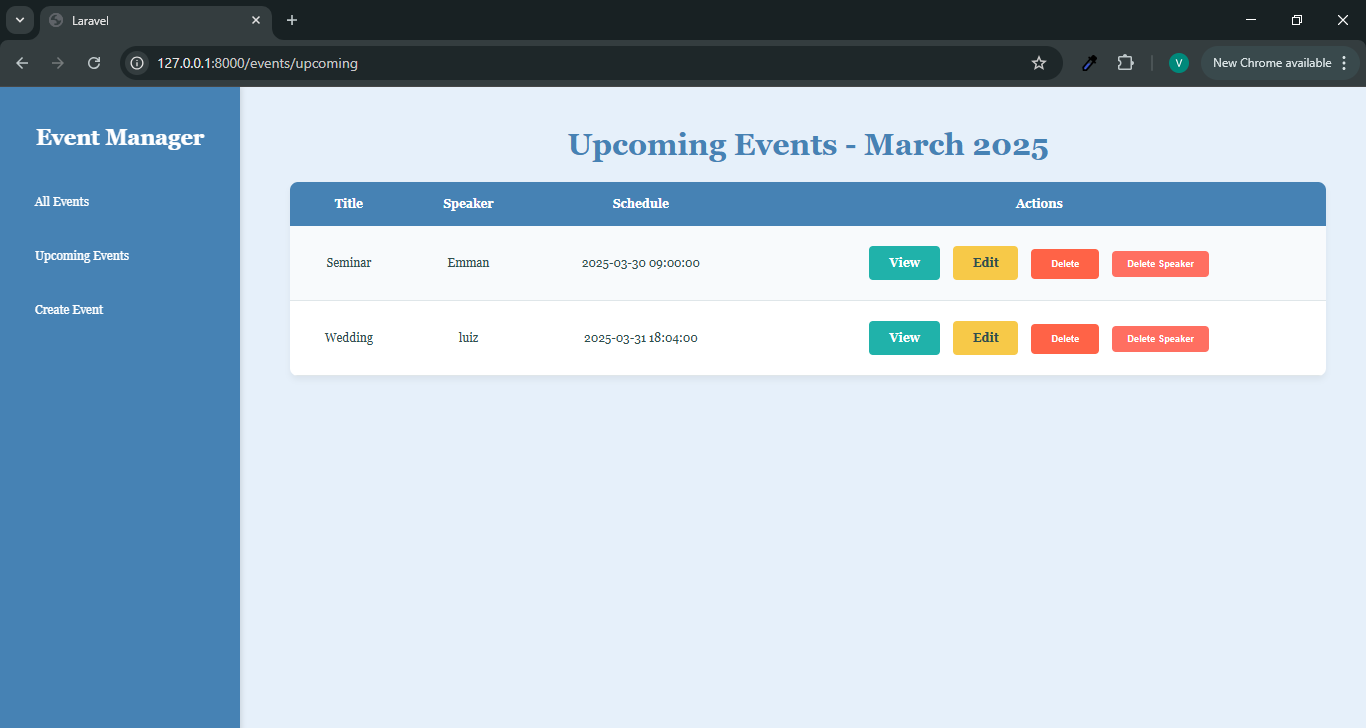 Laravel
127.0.0.1:8000/events/upcoming
V
New Chrome available
Event Manager
All Events
Upcoming Events
Create Event
Upcoming Events - March 2025
Title Speaker Schedule Actions
Seminar Emman 2025-03-30 09:00:00 View Edit Delete Delete Speaker
Wedding luiz 2025-03-31 18:04:00 View Edit Delete Delete Speaker